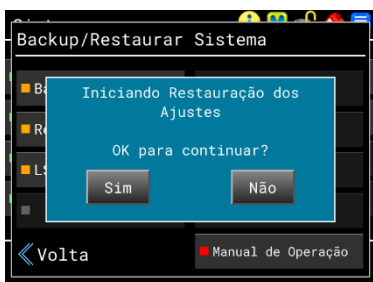 Backup/Restaurar Sistema
Iniciando Restauração dos
Ajustes
OK para continuar?
Sim
Não
Volta
Manual de Operação